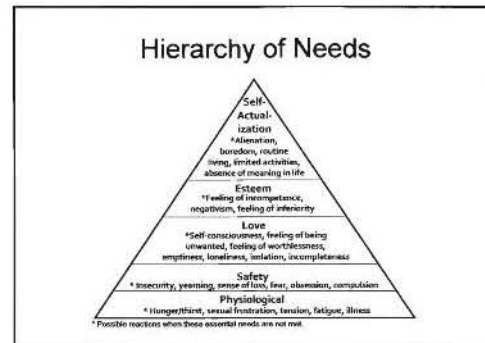 Hierarchy of Needs
Self-
Actual-
ization
*Alienation,
boredom, routine
living, limited activities,
absence of meaning in life
Esteem
*Feeling of incompetance,
negativism, feeling of inferiority
Love
*Self-consciousness, feeling of being
unwanted, feeling of worthlessness,
emptiness, loneliness, isolation, incompleteness
Safety
* Insecurity, yearning, sense of loss, fear, obsession, compulsion
Physiological
* Hunger/thirst, sexual frustration, tension, fatigue, illness
* Possible reactions when these essential needs are not met.